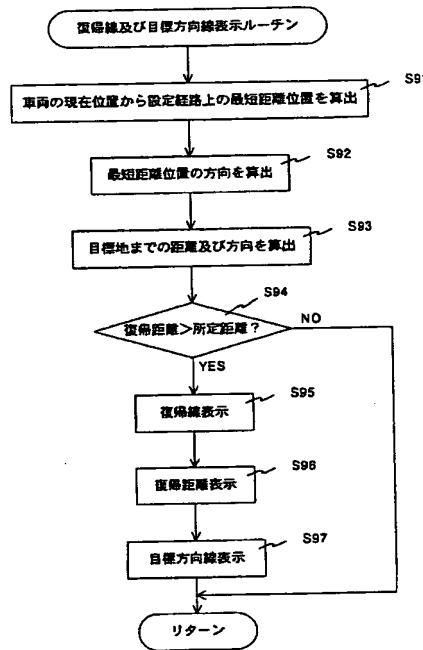 復帰線及び目標方向線表示ルーチン
S91
車両の現在位置から設定経路上の最短距離位置を算出
S92
最短距離位置の方向を算出
S93
目標地までの距離及び方向を算出
S94
復帰距離>所定距離?
NO
YES
S95
復帰線表示
S96
復帰距離表示
S97
目標方向線表示
リターン